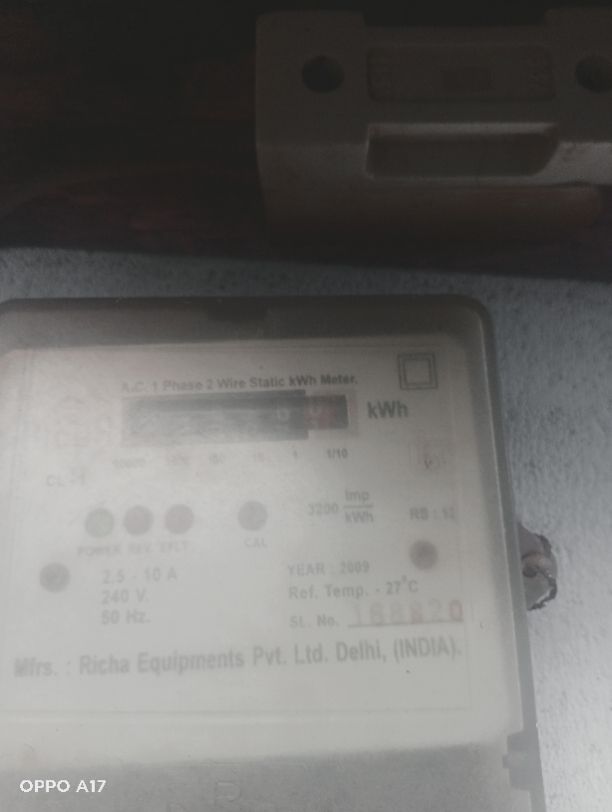 A.C. 1 Phase 2 Wire Static kWh Meter.
kWh
10000 1000 100 10 1 1/10
CL-1
3200 Imp/kWh
POWER REV. EFLT CAL
2.5 - 10 A
240 V.
50 Hz.
YEAR : 2009
Ref. Temp. - 27°C
SL. No. 168820
Mfrs. : Richa Equipments Pvt. Ltd. Delhi, (INDIA).
OPPO A17